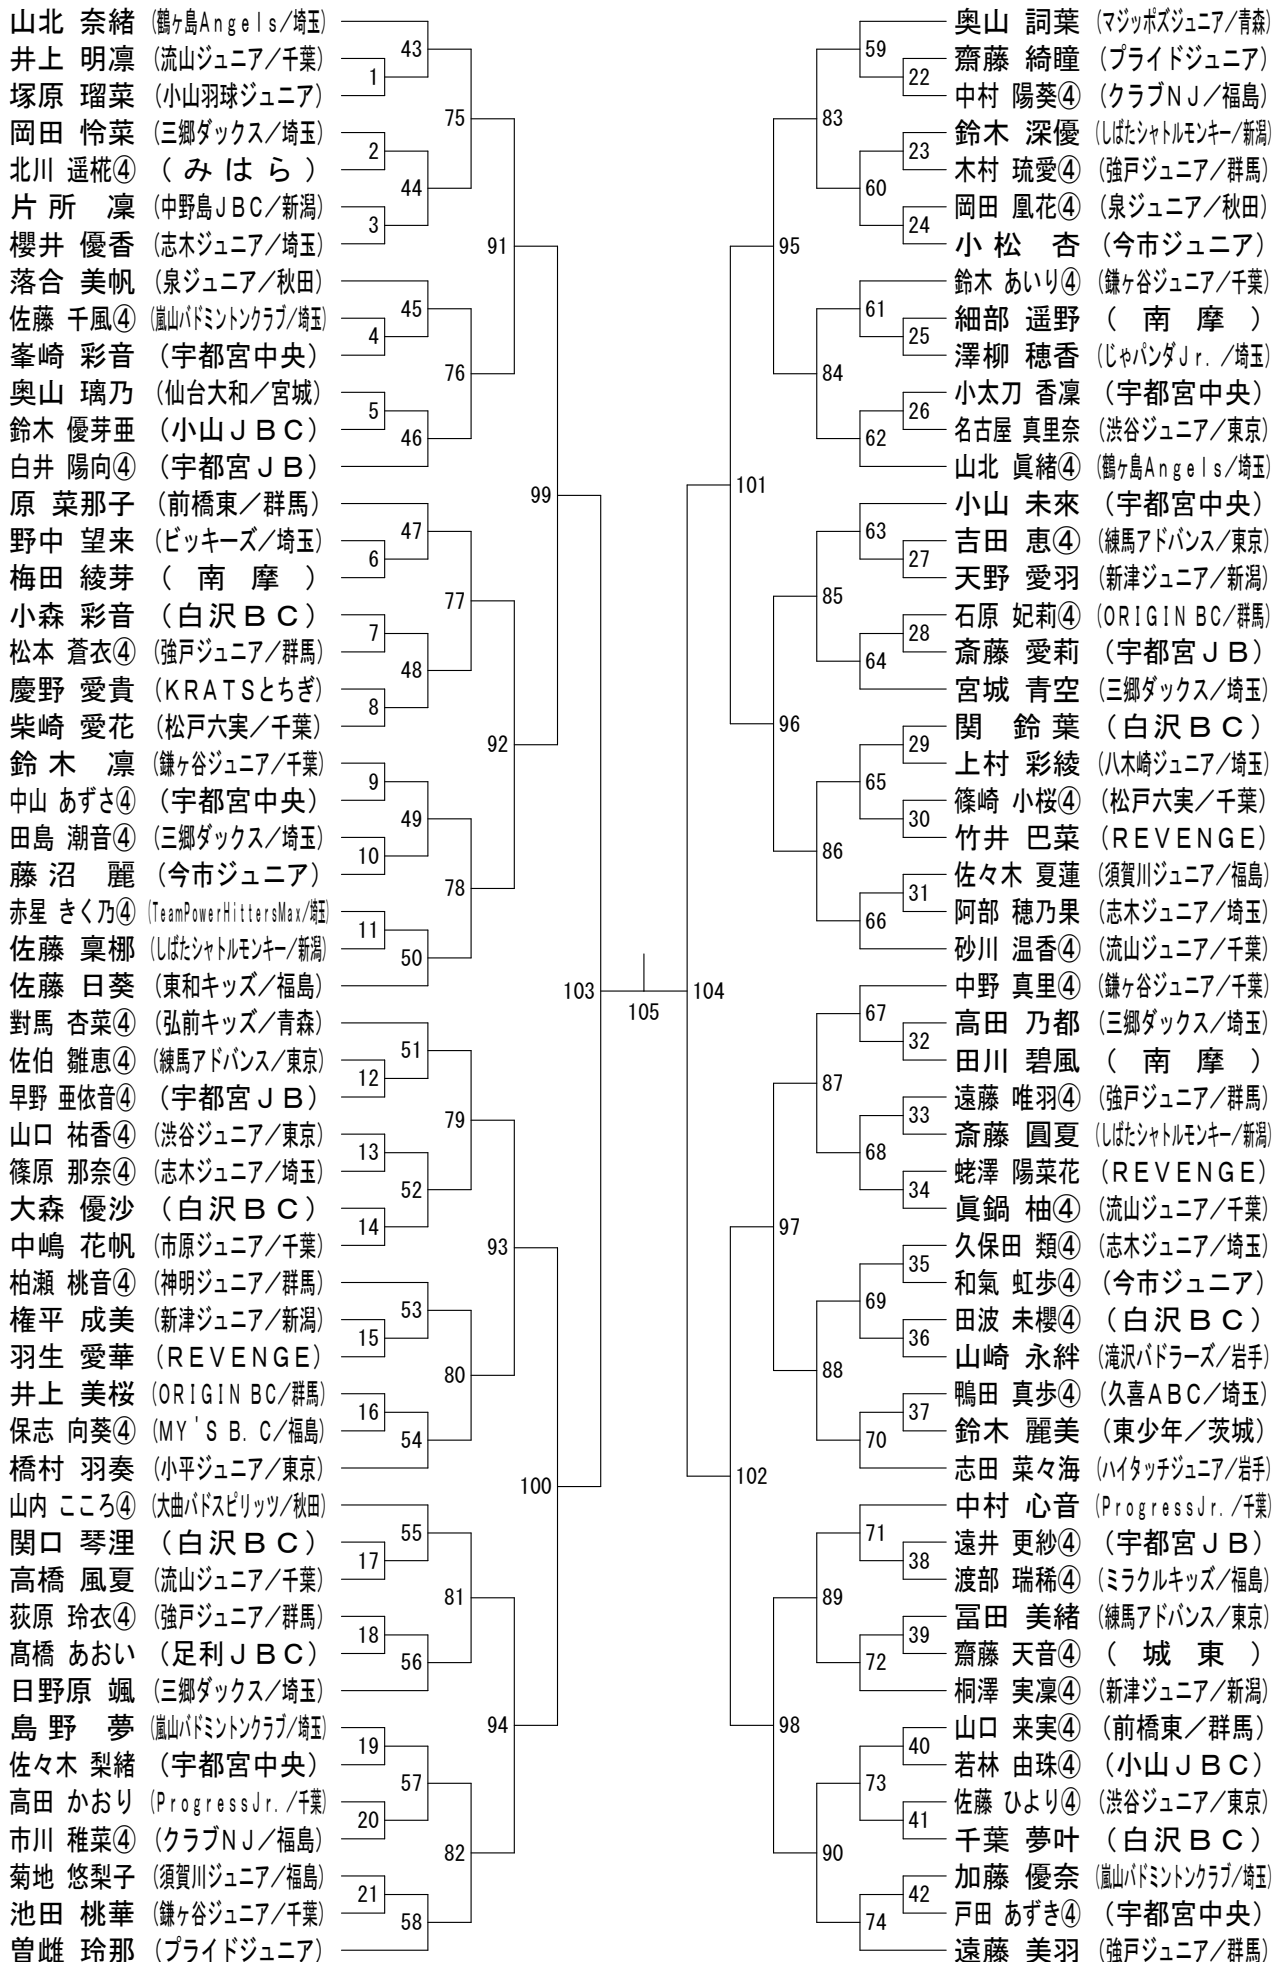 山北 奈緒 (鶴ヶ島Angels/埼玉)
井上 明凛 (流山ジュニア/千葉)
塚原 瑠菜 (小山羽球ジュニア)
岡田 怜菜 (三郷ダックス/埼玉)
北川 遥椛④ (みはら)
片所 凜 (中野島JBC/新潟)
櫻井 優香 (志木ジュニア/埼玉)
落合 美帆 (泉ジュニア/秋田)
佐藤 千風④ (嵐山バドミントンクラブ/埼玉)
峯崎 彩音 (宇都宮中央)
奥山 璃乃 (仙台大和/宮城)
鈴木 優芽亜 (小山JBC)
白井 陽向④ (宇都宮JB)
原 菜那子 (前橋東/群馬)
野中 望来 (ビッキーズ/埼玉)
梅田 綾芽 (南摩)
小森 彩音 (白沢BC)
松本 蒼衣④ (強戸ジュニア/群馬)
慶野 愛貴 (KRATSとちぎ)
柴崎 愛花 (松戸六実/千葉)
鈴木 凛 (鎌ヶ谷ジュニア/千葉)
中山 あずさ④ (宇都宮中央)
田島 潮音④ (三郷ダックス/埼玉)
藤沼 麗 (今市ジュニア)
赤星 きく乃④ (TeamPowerHittersMax/埼玉)
佐藤 稟梛 (しばたシャトルモンキー/新潟)
佐藤 日葵 (東和キッズ/福島)
對馬 杏菜④ (弘前キッズ/青森)
佐伯 雛恵④ (練馬アドバンス/東京)
早野 亜依音④ (宇都宮JB)
山口 祐香④ (渋谷ジュニア/東京)
篠原 那奈④ (志木ジュニア/埼玉)
大森 優沙 (白沢BC)
中嶋 花帆 (市原ジュニア/千葉)
柏瀬 桃音④ (神明ジュニア/群馬)
権平 成美 (新津ジュニア/新潟)
羽生 愛華 (REVENGE)
井上 美桜 (ORIGIN BC/群馬)
保志 向葵④ (MY'S B.C/福島)
橋村 羽奏 (小平ジュニア/東京)
山内 こころ④ (大曲バドスピリッツ/秋田)
関口 琴浬 (白沢BC)
高橋 風夏 (流山ジュニア/千葉)
荻原 玲衣④ (強戸ジュニア/群馬)
髙橋 あおい (足利JBC)
日野原 颯 (三郷ダックス/埼玉)
島野 夢 (嵐山バドミントンクラブ/埼玉)
佐々木 梨緒 (宇都宮中央)
高田 かおり (ProgressJr./千葉)
市川 稚菜④ (クラブNJ/福島)
菊地 悠梨子 (須賀川ジュニア/福島)
池田 桃華 (鎌ヶ谷ジュニア/千葉)
曽雌 玲那 (プライドジュニア)
1
2
3
4
5
6
7
8
9
10
11
12
13
14
15
16
17
18
19
20
21
43
44
45
46
47
48
49
50
51
52
53
54
55
56
57
58
75
76
77
78
79
80
81
82
91
92
93
94
99
100
103
105
104
101
102
95
96
97
98
83
84
85
86
87
88
89
90
59
60
61
62
63
64
65
66
67
68
69
70
71
72
73
74
22
23
24
25
26
27
28
29
30
31
32
33
34
35
36
37
38
39
40
41
42
奥山 詞葉 (マジッポズジュニア/青森)
齋藤 綺瞳 (プライドジュニア)
中村 陽葵④ (クラブNJ/福島)
鈴木 深優 (しばたシャトルモンキー/新潟)
木村 琉愛④ (強戸ジュニア/群馬)
岡田 凰花④ (泉ジュニア/秋田)
小松 杏 (今市ジュニア)
鈴木 あいり④ (鎌ヶ谷ジュニア/千葉)
細部 遥野 (南摩)
澤柳 穂香 (じゃパンダJr./埼玉)
小太刀 香凜 (宇都宮中央)
名古屋 真里奈 (渋谷ジュニア/東京)
山北 眞緒④ (鶴ヶ島Angels/埼玉)
小山 未來 (宇都宮中央)
吉田 恵④ (練馬アドバンス/東京)
天野 愛羽 (新津ジュニア/新潟)
石原 妃莉④ (ORIGIN BC/群馬)
斎藤 愛莉 (宇都宮JB)
宮城 青空 (三郷ダックス/埼玉)
関 鈴葉 (白沢BC)
上村 彩綾 (八木崎ジュニア/埼玉)
篠崎 小桜④ (松戸六実/千葉)
竹井 巴菜 (REVENGE)
佐々木 夏蓮 (須賀川ジュニア/福島)
阿部 穂乃果 (志木ジュニア/埼玉)
砂川 温香④ (流山ジュニア/千葉)
中野 真里④ (鎌ヶ谷ジュニア/千葉)
高田 乃都 (三郷ダックス/埼玉)
田川 碧風 (南摩)
遠藤 唯羽④ (強戸ジュニア/群馬)
斎藤 圓夏 (しばたシャトルモンキー/新潟)
蛯澤 陽菜花 (REVENGE)
眞鍋 柚④ (流山ジュニア/千葉)
久保田 類④ (志木ジュニア/埼玉)
和氣 虹歩④ (今市ジュニア)
田波 未櫻④ (白沢BC)
山崎 永絆 (滝沢バドラーズ/岩手)
鴨田 真歩④ (久喜ABC/埼玉)
鈴木 麗美 (東少年/茨城)
志田 菜々海 (ハイタッチジュニア/岩手)
中村 心音 (ProgressJr./千葉)
遠井 更紗④ (宇都宮JB)
渡部 瑞稀④ (ミラクルキッズ/福島)
冨田 美緒 (練馬アドバンス/東京)
齋藤 天音④ (城東)
桐澤 実凜④ (新津ジュニア/新潟)
山口 来実④ (前橋東/群馬)
若林 由珠④ (小山JBC)
佐藤 ひより④ (渋谷ジュニア/東京)
千葉 夢叶 (白沢BC)
加藤 優奈 (嵐山バドミントンクラブ/埼玉)
戸田 あずき④ (宇都宮中央)
遠藤 美羽 (強戸ジュニア/群馬)